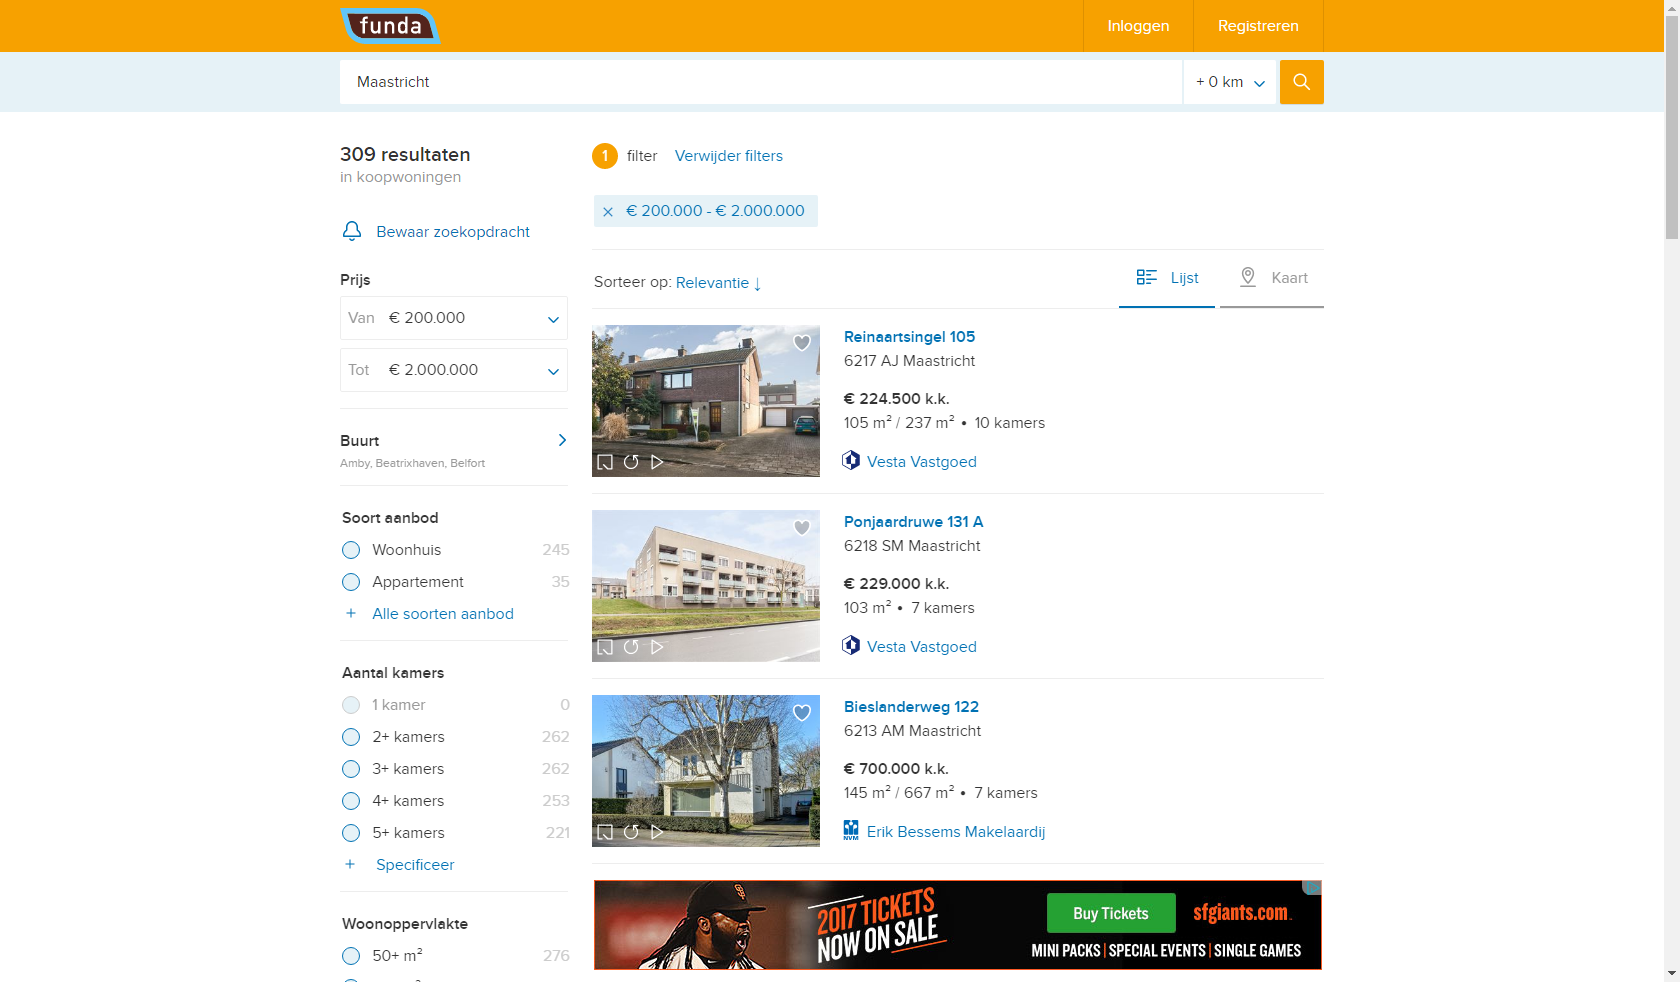 funda
Inloggen
Registreren
Maastricht
+ 0 km
309 resultaten
in koopwoningen
Bewaar zoekopdracht
Prijs
Van € 200.000
Tot € 2.000.000
Buurt
Amby, Beatrixhaven, Belfort
Soort aanbod
Woonhuis 245
Appartement 35
+ Alle soorten aanbod
Aantal kamers
1 kamer 0
2+ kamers 262
3+ kamers 262
4+ kamers 253
5+ kamers 221
+ Specificeer
Woonoppervlakte
50+ m² 276
1 filter Verwijder filters
× € 200.000 - € 2.000.000
Sorteer op: Relevantie ↓
Lijst
Kaart
Reinaartsingel 105
6217 AJ Maastricht
€ 224.500 k.k.
105 m² / 237 m² • 10 kamers
Vesta Vastgoed
Ponjaardruwe 131 A
6218 SM Maastricht
€ 229.000 k.k.
103 m² • 7 kamers
Vesta Vastgoed
Bieslanderweg 122
6213 AM Maastricht
€ 700.000 k.k.
145 m² / 667 m² • 7 kamers
NVM
Erik Bessems Makelaardij
2017 TICKETS
NOW ON SALE
Buy Tickets
sfgiants.com
MINI PACKS | SPECIAL EVENTS | SINGLE GAMES